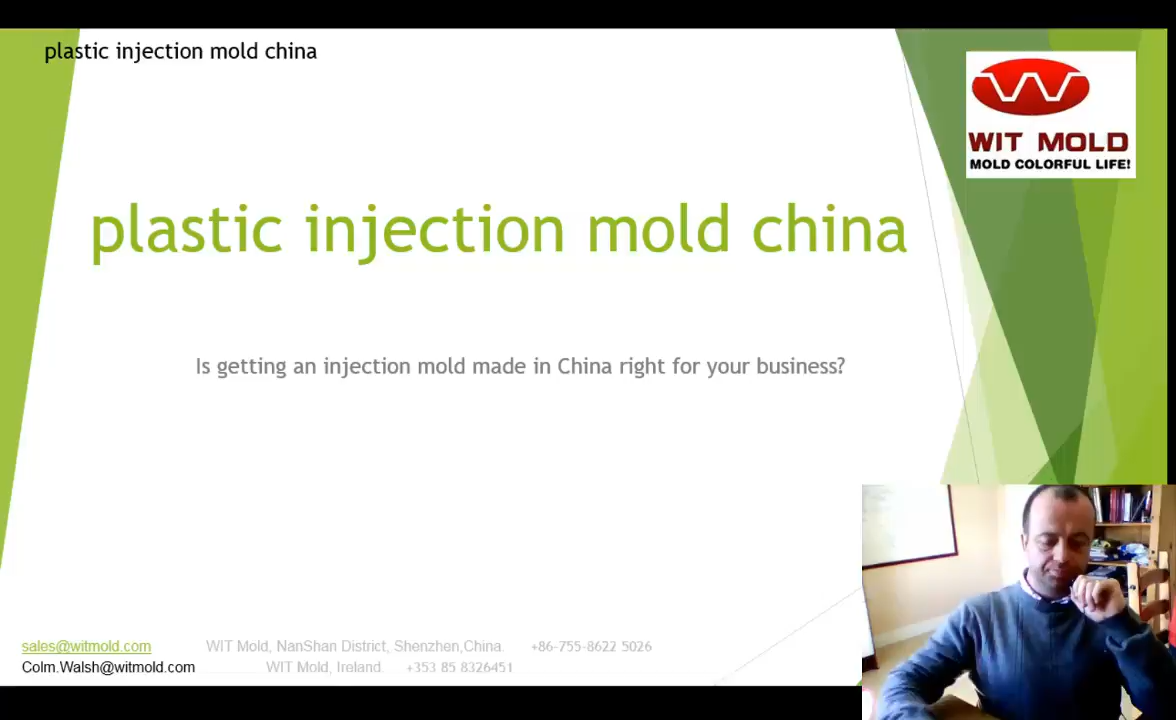 plastic injection mold china
WIT MOLD
MOLD COLORFUL LIFE!
plastic injection mold china
Is getting an injection mold made in China right for your business?
sales@witmold.com WIT Mold, NanShan District, Shenzhen,China. +86-755-8622 5026
Colm.Walsh@witmold.com WIT Mold, Ireland. +353 85 8326451